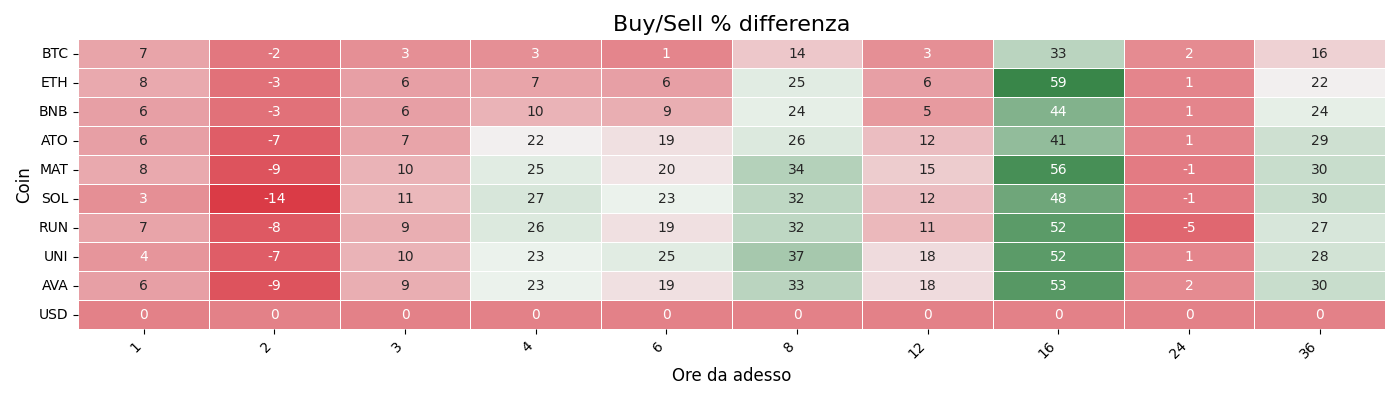 Buy/Sell % differenza
Coin
BTC 7 -2 3 3 1 14 3 33 2 16
ETH 8 -3 6 7 6 25 6 59 1 22
BNB 6 -3 6 10 9 24 5 44 1 24
ATO 6 -7 7 22 19 26 12 41 1 29
MAT 8 -9 10 25 20 34 15 56 -1 30
SOL 3 -14 11 27 23 32 12 48 -1 30
RUN 7 -8 9 26 19 32 11 52 -5 27
UNI 4 -7 10 23 25 37 18 52 1 28
AVA 6 -9 9 23 19 33 18 53 2 30
USD 0 0 0 0 0 0 0 0 0 0
1 2 3 4 6 8 12 16 24 36
Ore da adesso